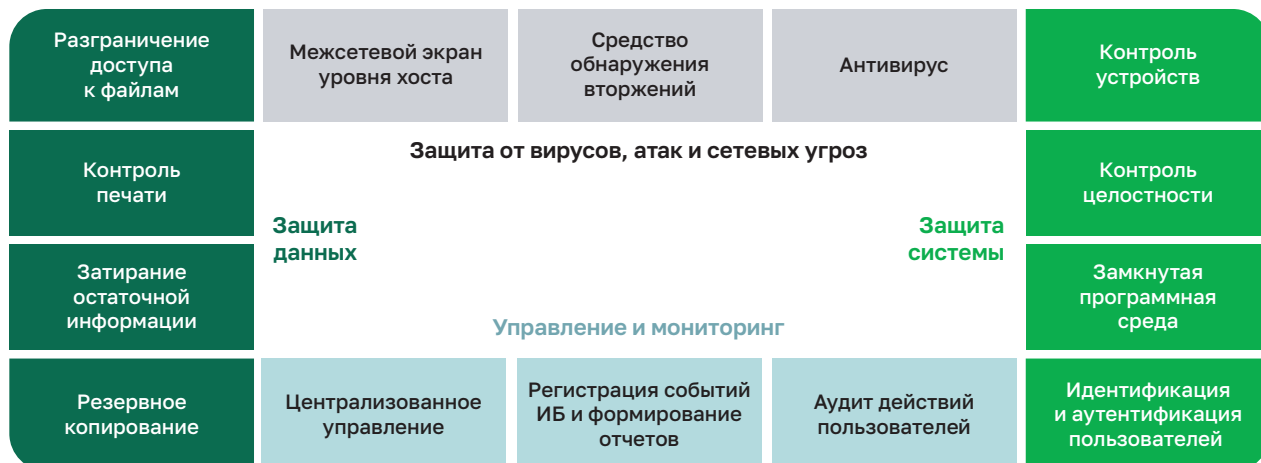 Разграничение
доступа
к файлам
Межсетевой экран
уровня хоста
Средство
обнаружения
вторжений
Антивирус
Контроль
устройств
Контроль
печати
Защита от вирусов, атак и сетевых угроз
Контроль
целостности
Защита
данных
Защита
системы
Затирание
остаточной
информации
Управление и мониторинг
Замкнутая
программная
среда
Резервное
копирование
Централизованное
управление
Регистрация событий
ИБ и формирование
отчетов
Аудит действий
пользователей
Идентификация
и аутентификация
пользователей